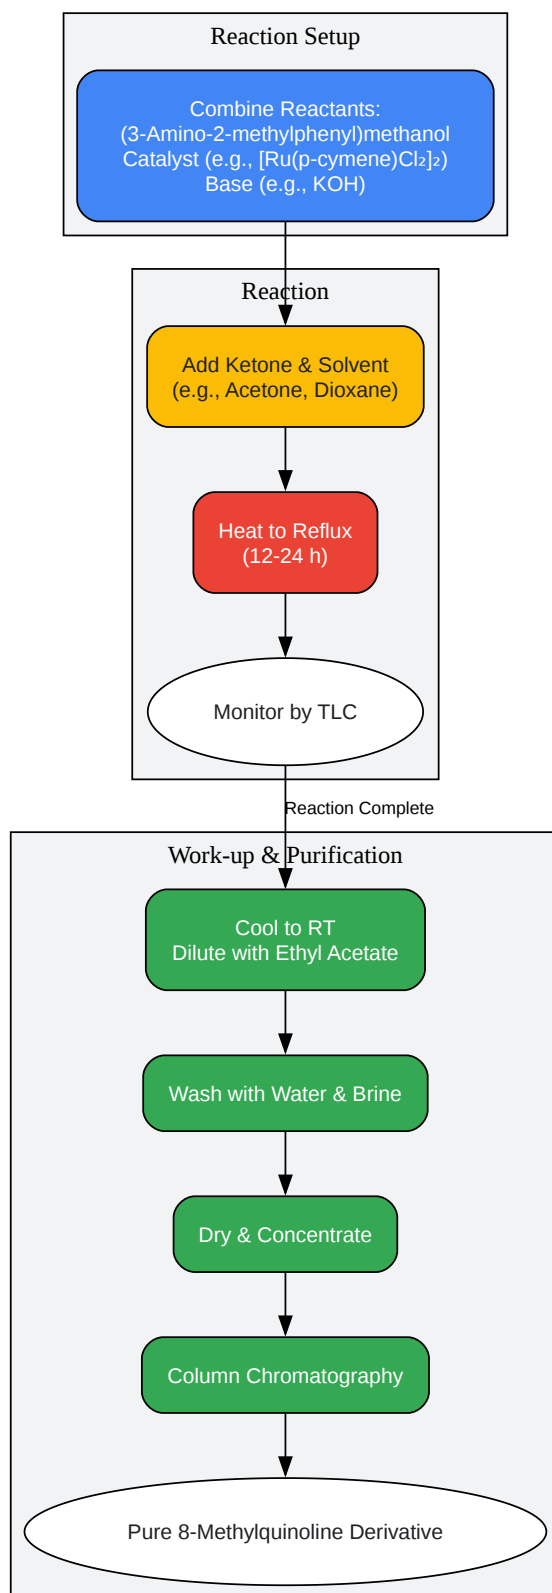 Reaction Setup
Combine Reactants:
(3-Amino-2-methylphenyl)methanol
Catalyst (e.g., [Ru(p-cymene)Cl₂]₂)
Base (e.g., KOH)
Reaction
Add Ketone & Solvent
(e.g., Acetone, Dioxane)
Heat to Reflux
(12-24 h)
Monitor by TLC
Reaction Complete
Work-up & Purification
Cool to RT
Dilute with Ethyl Acetate
Wash with Water & Brine
Dry & Concentrate
Column Chromatography
Pure 8-Methylquinoline Derivative